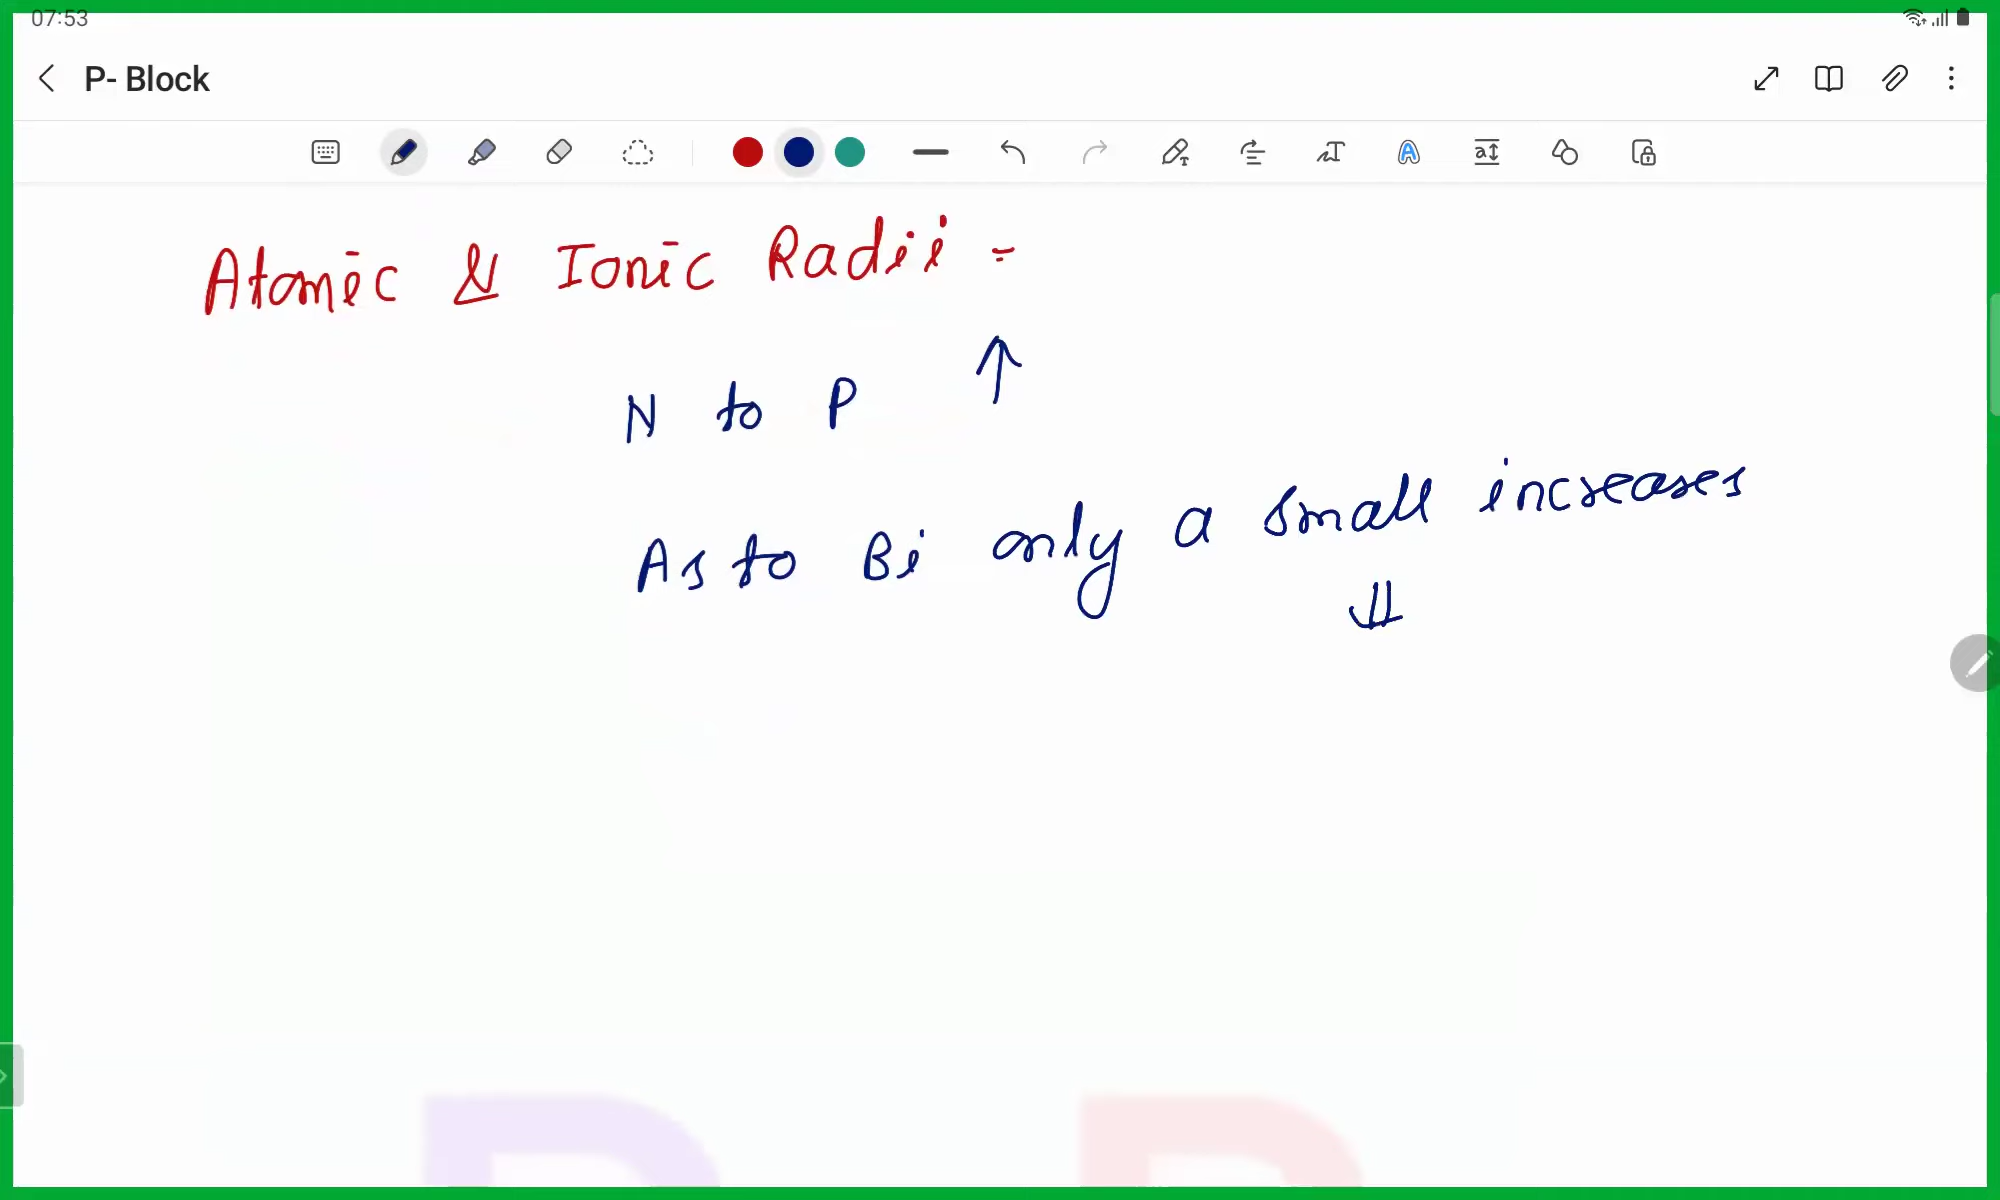 07:53
P- Block
Atomic & Ionic Radii =
N to P ↑
As to Bi only a small increases
⇓